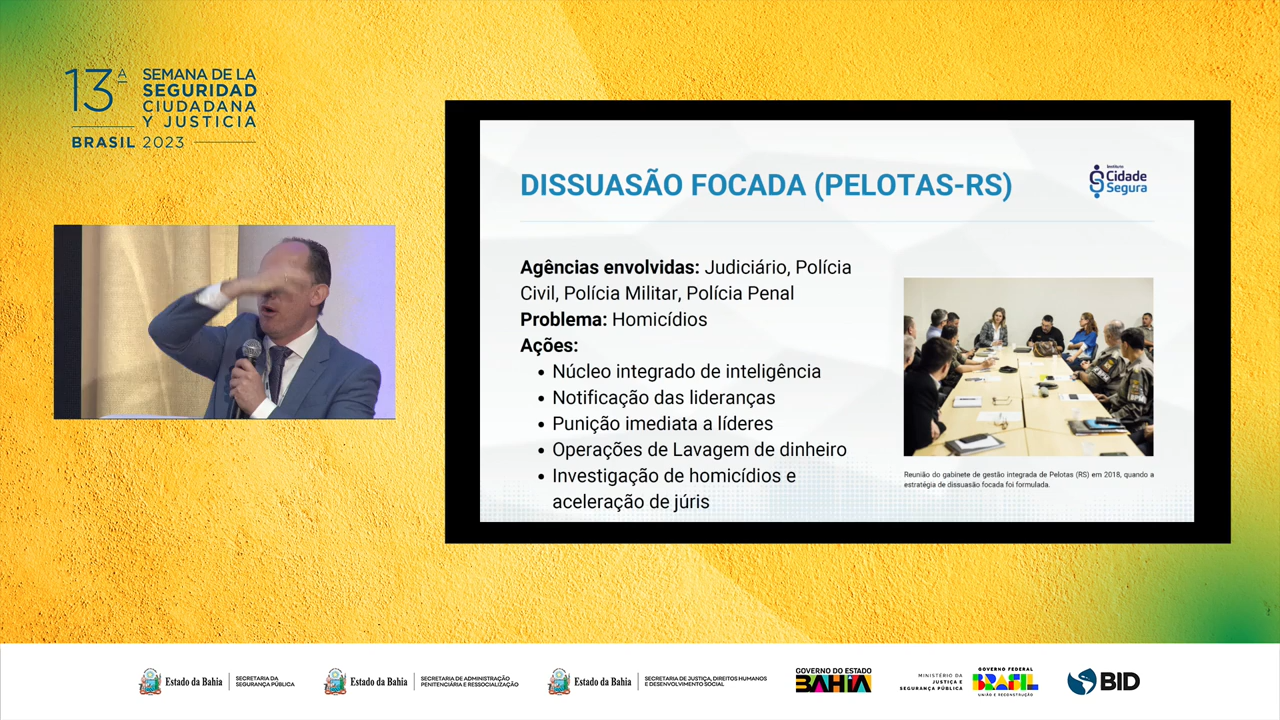 13ª
SEMANA DE LA
SEGURIDAD
CIUDADANA
Y JUSTICIA
BRASIL 2023
DISSUASÃO FOCADA (PELOTAS-RS)
Instituto
Cidade
Segura
Agências envolvidas: Judiciário, Polícia
Civil, Polícia Militar, Polícia Penal
Problema: Homicídios
Ações:
• Núcleo integrado de inteligência
• Notificação das lideranças
• Punição imediata a líderes
• Operações de Lavagem de dinheiro
• Investigação de homicídios e
aceleração de júris
Reunião do gabinete de gestão integrada de Pelotas (RS) em 2018, quando a
estratégia de dissuasão focada foi formulada.
Estado da Bahia
SECRETARIA DA
SEGURANÇA PÚBLICA
Estado da Bahia
SECRETARIA DE ADMINISTRAÇÃO
PENITENCIÁRIA E RESSOCIALIZAÇÃO
Estado da Bahia
SECRETARIA DE JUSTIÇA, DIREITOS HUMANOS
E DESENVOLVIMENTO SOCIAL
GOVERNO DO ESTADO
BAHIA
MINISTÉRIO DA
JUSTIÇA E
SEGURANÇA PÚBLICA
GOVERNO FEDERAL
BRASIL
UNIÃO E RECONSTRUÇÃO
BID